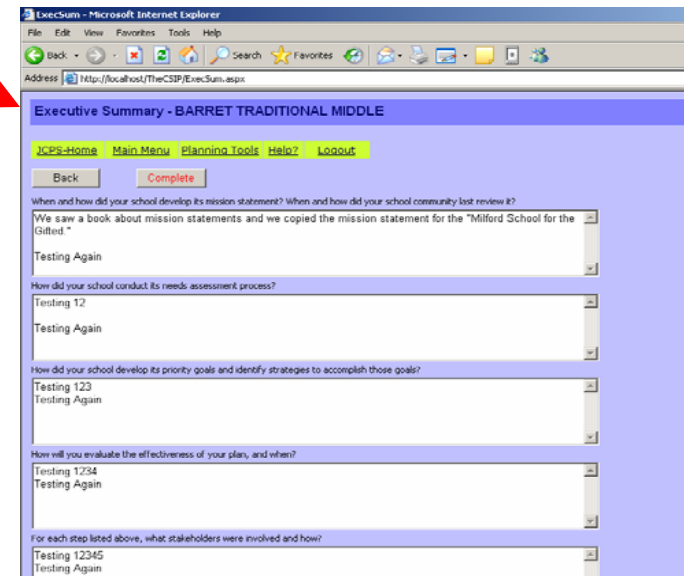 ExecSum - Microsoft Internet Explorer
File Edit View Favorites Tools Help
Back Search Favorites
Address http://localhost/TheCSIP/ExecSum.aspx
Executive Summary - BARRET TRADITIONAL MIDDLE
JCPS-Home Main Menu Planning Tools Help? Logout
Back Complete
When and how did your school develop its mission statement? When and how did your school community last review it?
We saw a book about mission statements and we copied the mission statement for the "Milford School for the
Gifted."
Testing Again
How did your school conduct its needs assessment process?
Testing 12
Testing Again
How did your school develop its priority goals and identify strategies to accomplish those goals?
Testing 123
Testing Again
How will you evaluate the effectiveness of your plan, and when?
Testing 1234
Testing Again
For each step listed above, what stakeholders were involved and how?
Testing 12345
Testing Again